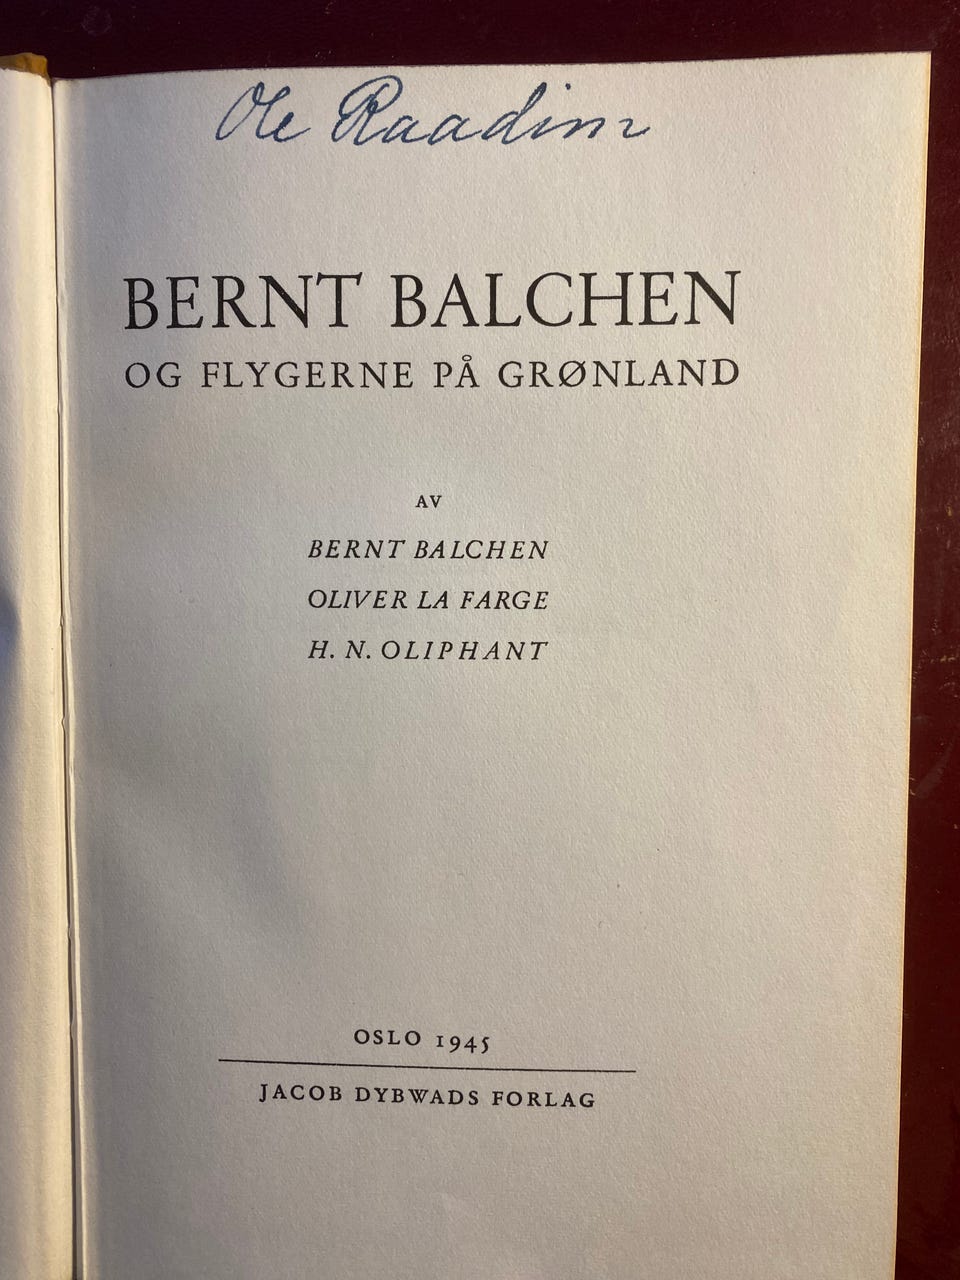 Ole Raadim
BERNT BALCHEN
OG FLYGERNE PÅ GRØNLAND
AV
BERNT BALCHEN
OLIVER LA FARGE
H. N. OLIPHANT
OSLO 1945
JACOB DYBWADS FORLAG